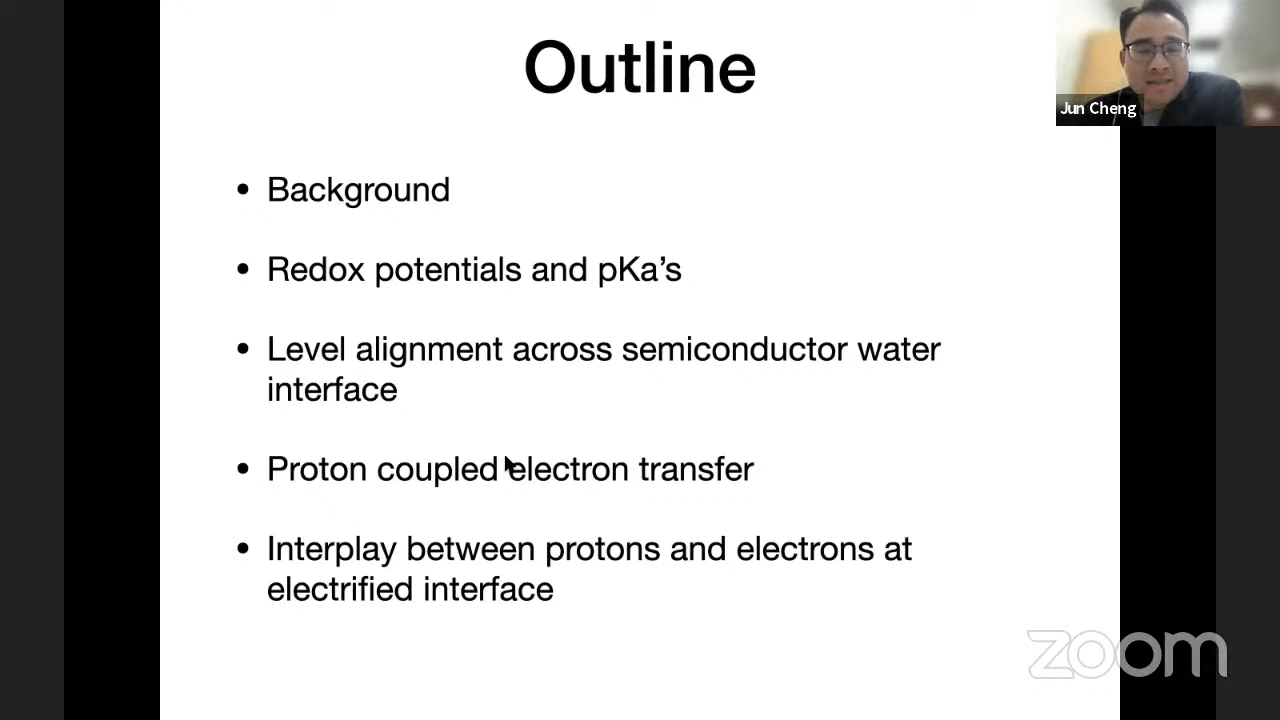 Outline
Jun Cheng
• Background
• Redox potentials and pKa’s
• Level alignment across semiconductor water
interface
• Proton coupled electron transfer
• Interplay between protons and electrons at
electrified interface
zoom